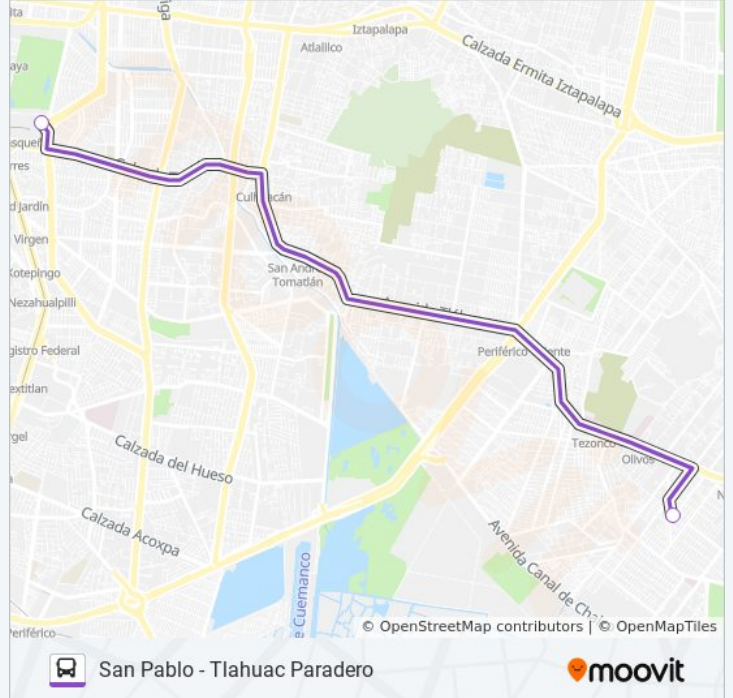 Iztapalapa
Atlalilco
Calzada Ermita Iztapalapa
Culhuacán
San Andrés
Tomatlán
d Jardín
Virgen
Kotepingo
Nezahualpilli
gistro Federal
extitlan
rgel
Periférico Oriente
Tezonco
Olivos
Calzada del Hueso
Calzada Acoxpa
e Cuemanco
Avenida Canal de Cha
Periférico
© OpenStreetMap contributors | © OpenMapTiles
San Pablo - Tlahuac Paradero
moovit